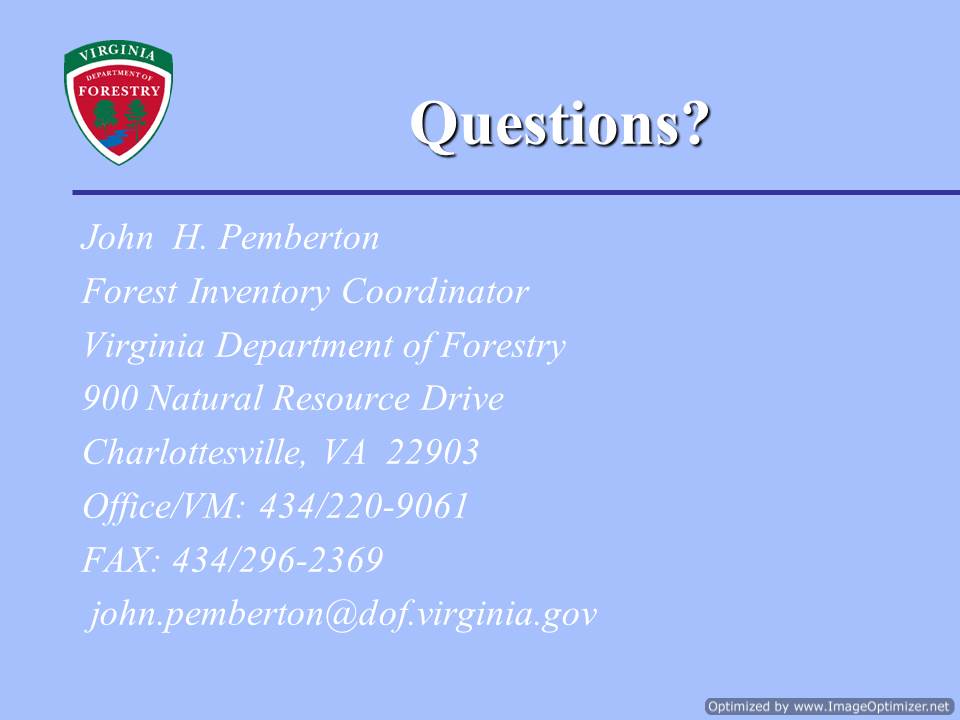 VIRGINIA
DEPARTMENT OF
FORESTRY
Questions?
John H. Pemberton
Forest Inventory Coordinator
Virginia Department of Forestry
900 Natural Resource Drive
Charlottesville, VA 22903
Office/VM: 434/220-9061
FAX: 434/296-2369
john.pemberton@dof.virginia.gov
Optimized by www.ImageOptimizer.net